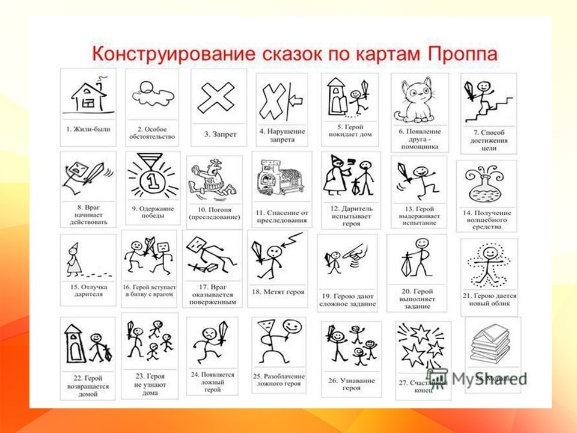 Конструирование сказок по картам Проппа
1. Жили-были
2. Особое
обстоятельство
3. Запрет
4. Нарушение
запрета
5. Герой
покидает дом
6. Появление
друга -
помощника
7. Способ
достижения
цели
8. Враг
начинает
действовать
9. Одержание
победы
10. Погоня
(преследование)
11. Спасение от
преследования
12. Даритель
испытывает
героя
13. Герой
выдерживает
испытание
14. Получение
волшебного
средства
15. Отлучка
дарителя
16. Герой вступает
в битву с врагом
17. Враг
оказывается
поверженным
18. Метят героя
19. Герою дают
сложное задание
20. Герой
выполняет
задание
21. Герою дается
новый облик
22. Герой
возвращается
домой
23. Героя
не узнают
дома
24. Появляется
ложный
герой
25. Разоблачение
ложного героя
26. Узнавание
героя
27.
конец
MyShared